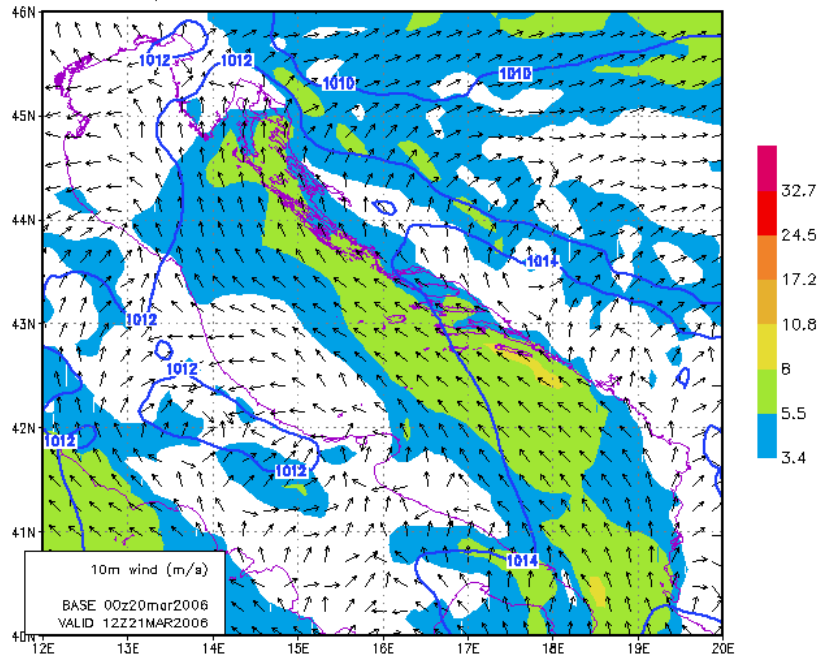 46N
45N
44N
43N
42N
41N
40N
12E 13E 14E 15E 16E 17E 18E 19E 20E
1012
1012
1010
1010
1014
1012
1012
1012
1012
1014
10m wind (m/a)
BASE 00z20mar2006
VALID 12Z21MAR2006
32.7
24.5
17.2
10.8
8
5.5
3.4